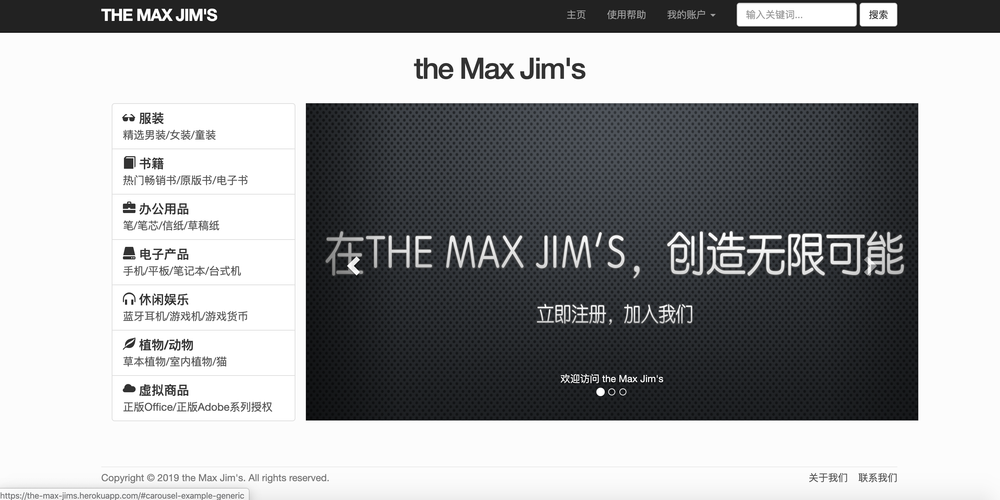 THE MAX JIM'S
主页 使用帮助 我的账户 输入关键词... 搜索
the Max Jim's
服装
精选男装/女装/童装
书籍
热门畅销书/原版书/电子书
办公用品
笔/笔芯/信纸/草稿纸
电子产品
手机/平板/笔记本/台式机
休闲娱乐
蓝牙耳机/游戏机/游戏货币
植物/动物
草本植物/室内植物/猫
虚拟商品
正版Office/正版Adobe系列授权
在THE MAX JIM'S，创造无限可能
立即注册，加入我们
欢迎访问 the Max Jim's
Copyright © 2019 the Max Jim's. All rights reserved.
关于我们 联系我们
https://the-max-jims.herokuapp.com/#carousel-example-generic